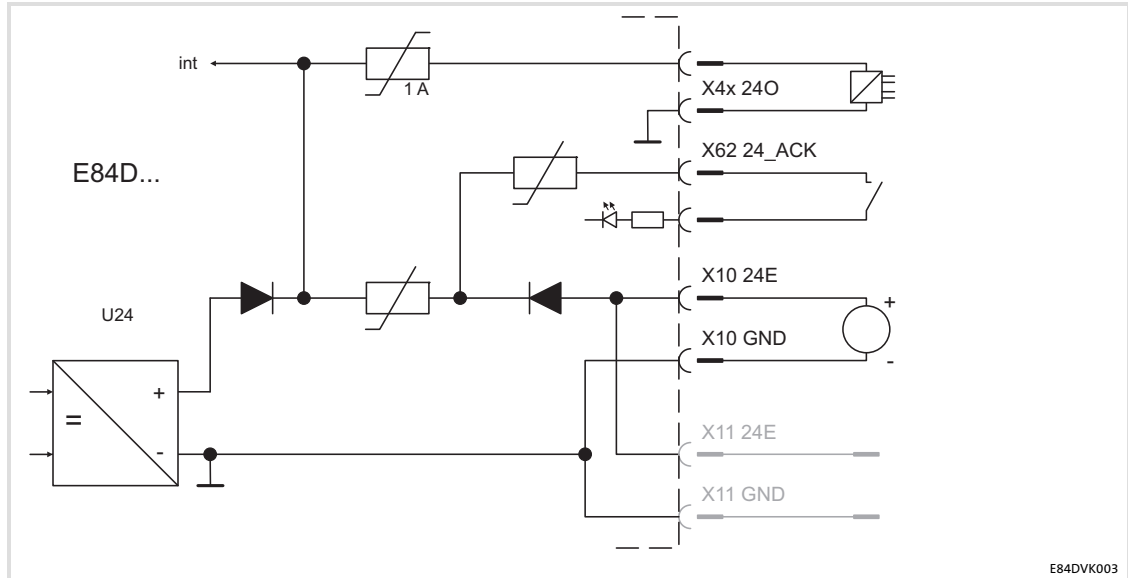 int
1 A
X4x 24O
X62 24_ACK
E84D...
X10 24E
+
U24
X10 GND
-
+
=
-
X11 24E
X11 GND
E84DVK003